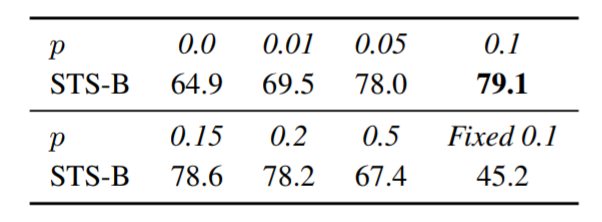 p 0.0 0.01 0.05 0.1
STS-B 64.9 69.5 78.0 79.1
p 0.15 0.2 0.5 Fixed 0.1
STS-B 78.6 78.2 67.4 45.2